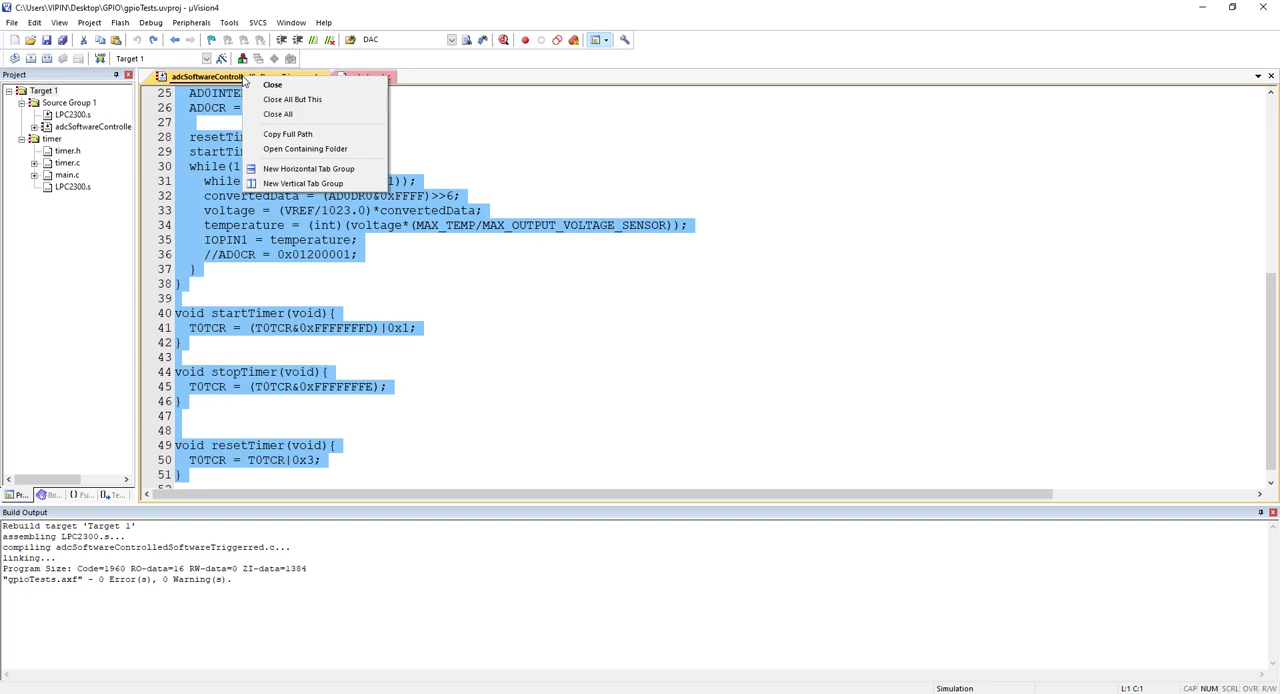 C:\Users\VIPIN\Desktop\GPIO\gpioTests.uvproj - µVision4
File Edit View Project Flash Debug Peripherals Tools SVCS Window Help
DAC
LOAD Target 1
Project
adcSoftwareControl
Target 1
Source Group 1
LPC2300.s
adcSoftwareControlle
timer
timer.h
timer.c
main.c
LPC2300.s
Pr... Bo... {} Fu... Te...
Close
Close All But This
Close All
Copy Full Path
Open Containing Folder
New Horizontal Tab Group
New Vertical Tab Group
25 AD0INTE
26 AD0CR =
27
28 resetTi
29 startTi
30 while(1
31 while 1));
32 convertedData = (AD0DR0&0xFFFF)>>6;
33 voltage = (VREF/1023.0)*convertedData;
34 temperature = (int)(voltage*(MAX_TEMP/MAX_OUTPUT_VOLTAGE_SENSOR));
35 IOPIN1 = temperature;
36 //AD0CR = 0x01200001;
37 }
38 }
39
40 void startTimer(void){
41 T0TCR = (T0TCR&0xFFFFFFFD)|0x1;
42 }
43
44 void stopTimer(void){
45 T0TCR = (T0TCR&0xFFFFFFFE);
46 }
47
48
49 void resetTimer(void){
50 T0TCR = T0TCR|0x3;
51 }
Build Output
Rebuild target 'Target 1'
assembling LPC2300.s...
compiling adcSoftwareControlledSoftwareTriggerred.c...
linking...
Program Size: Code=1960 RO-data=16 RW-data=0 ZI-data=1384
"gpioTests.axf" - 0 Error(s), 0 Warning(s).
Simulation L:1 C:1 CAP NUM SCRL OVR R/W